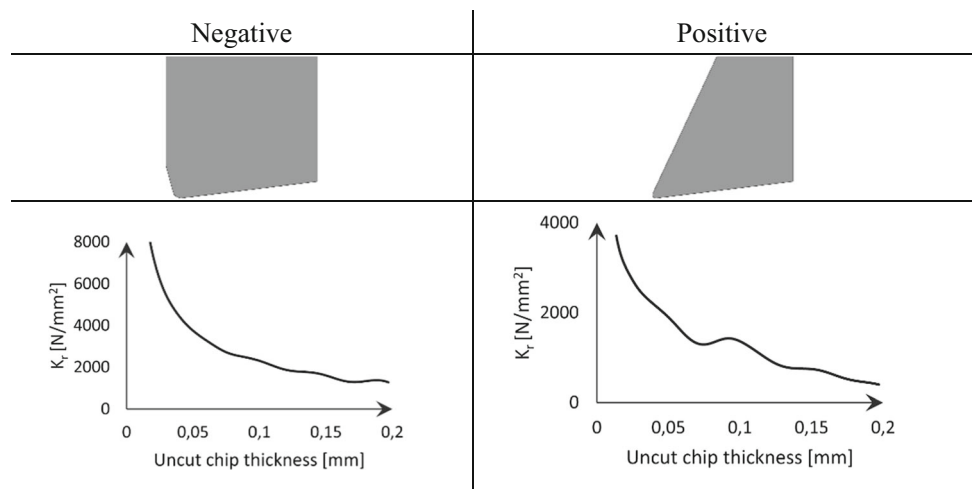 Negative
Positive
8000
6000
4000
2000
0
K_r [N/mm²]
0 0,05 0,1 0,15 0,2
Uncut chip thickness [mm]
4000
2000
0
K_r [N/mm²]
0 0,05 0,1 0,15 0,2
Uncut chip thickness [mm]